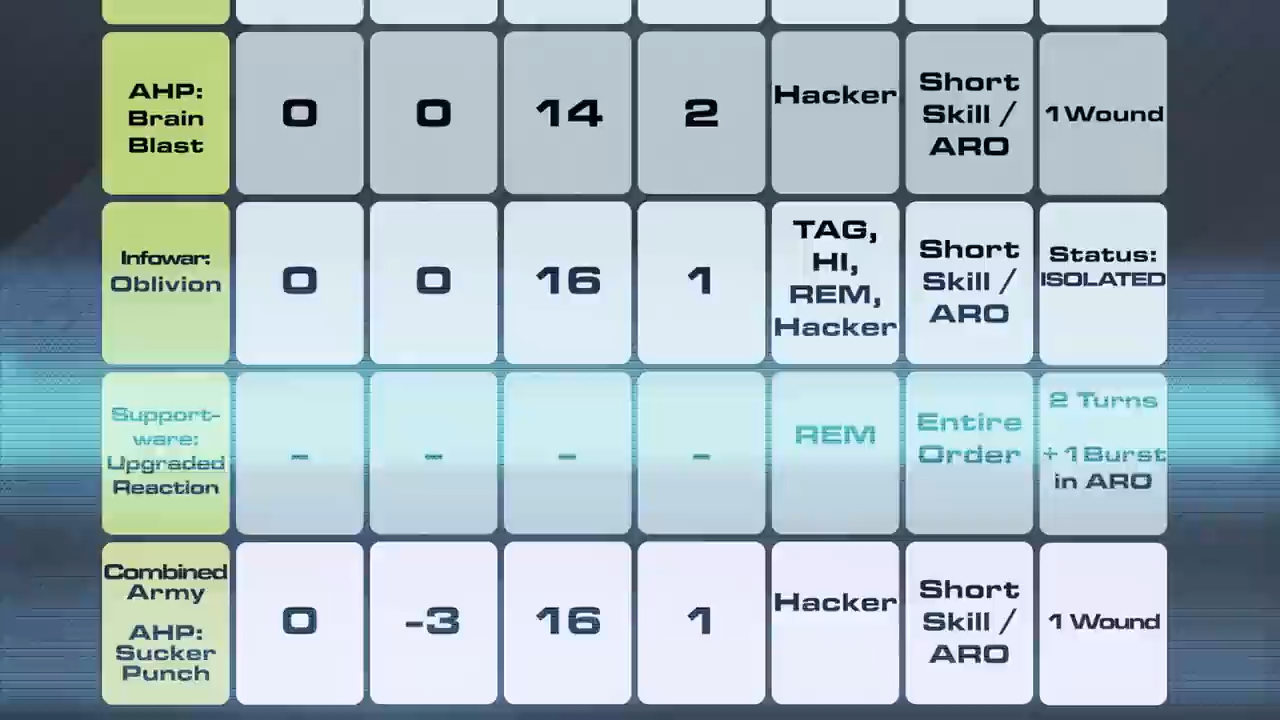 AHP:
Brain
Blast
0
0
14
2
Hacker
Short
Skill /
ARO
1 Wound
Infowar:
Oblivion
0
0
16
1
TAG,
HI,
REM,
Hacker
Short
Skill /
ARO
Status:
ISOLATED
Support-
ware:
Upgraded
Reaction
-
-
-
-
REM
Entire
Order
2 Turns
+1 Burst
in ARO
Combined
Army
AHP:
Sucker
Punch
0
-3
16
1
Hacker
Short
Skill /
ARO
1 Wound